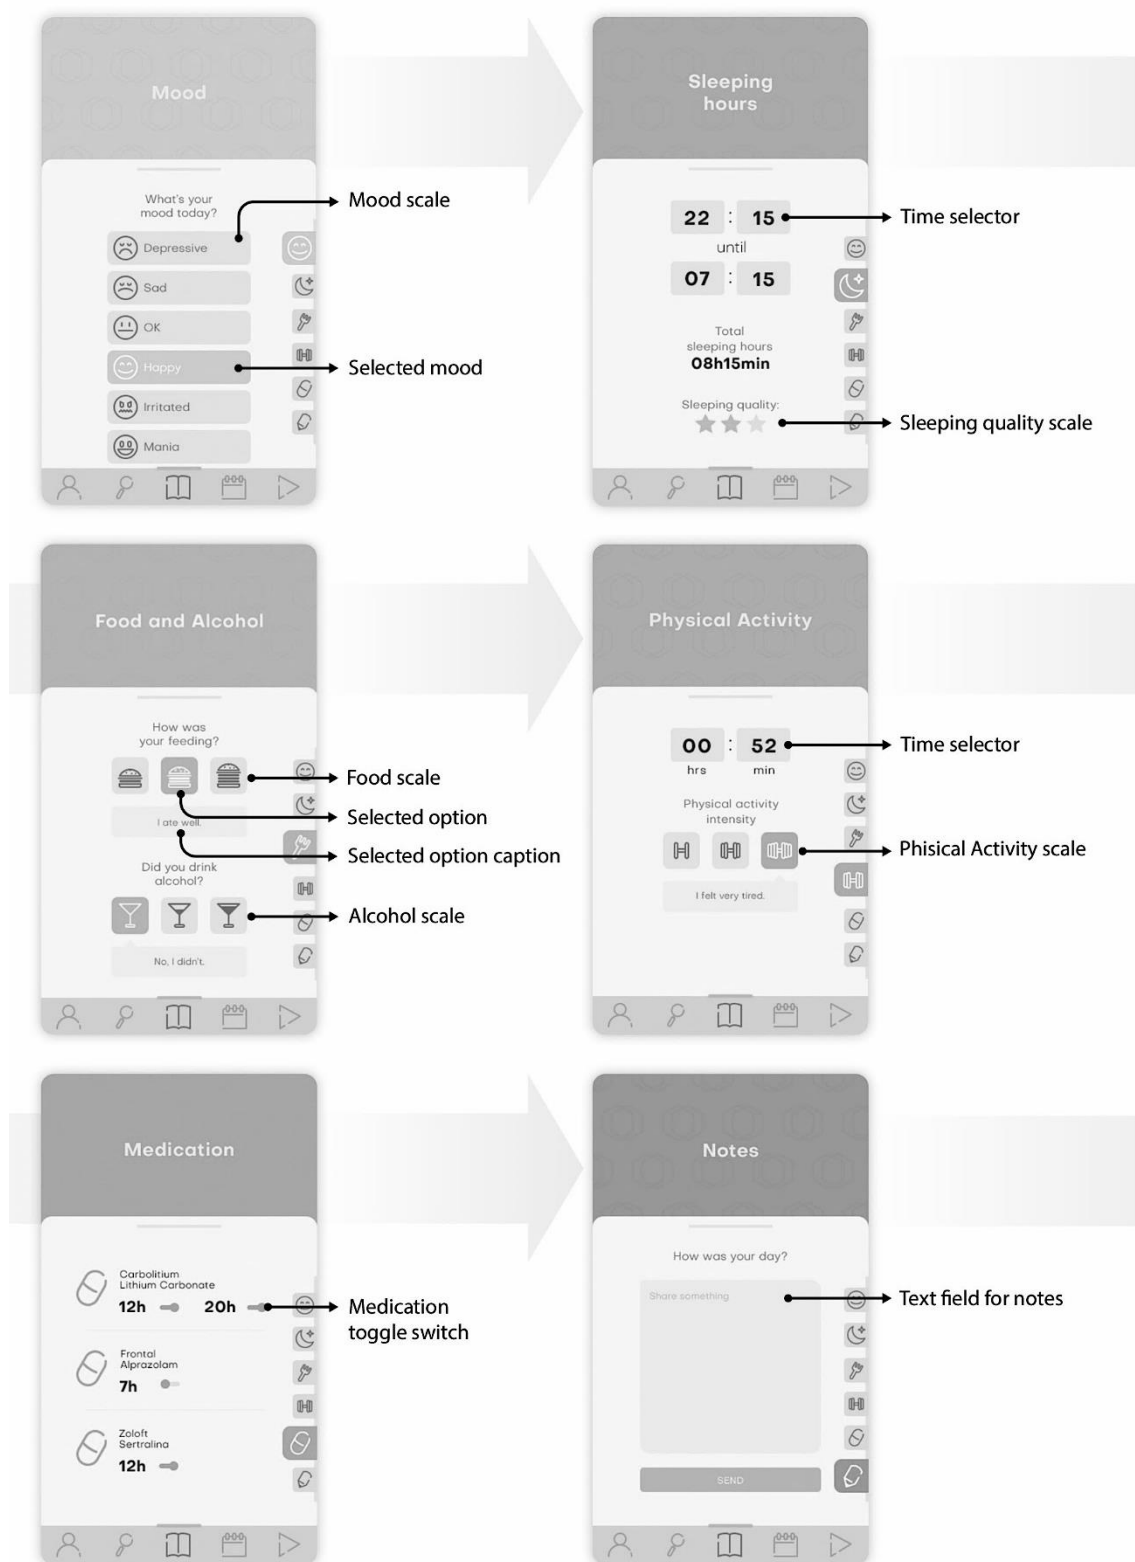 Mood
What's your
mood today?
Depressive
Sad
OK
Happy
Irritated
Mania
Mood scale
Selected mood
Sleeping
hours
22 : 15
until
07 : 15
Total
sleeping hours
08h15min
Sleeping quality:
Time selector
Sleeping quality scale
Food and Alcohol
How was
your feeding?
I ate well.
Did you drink
alcohol?
No, I didn't.
Food scale
Selected option
Selected option caption
Alcohol scale
Physical Activity
00 : 52
hrs min
Physical activity
intensity
I felt very tired.
Time selector
Phisical Activity scale
Medication
Carbolitium
Lithium Carbonate
12h 20h
Frontal
Alprazolam
7h
Zoloft
Sertralina
12h
Medication
toggle switch
Notes
How was your day?
Share something
SEND
Text field for notes